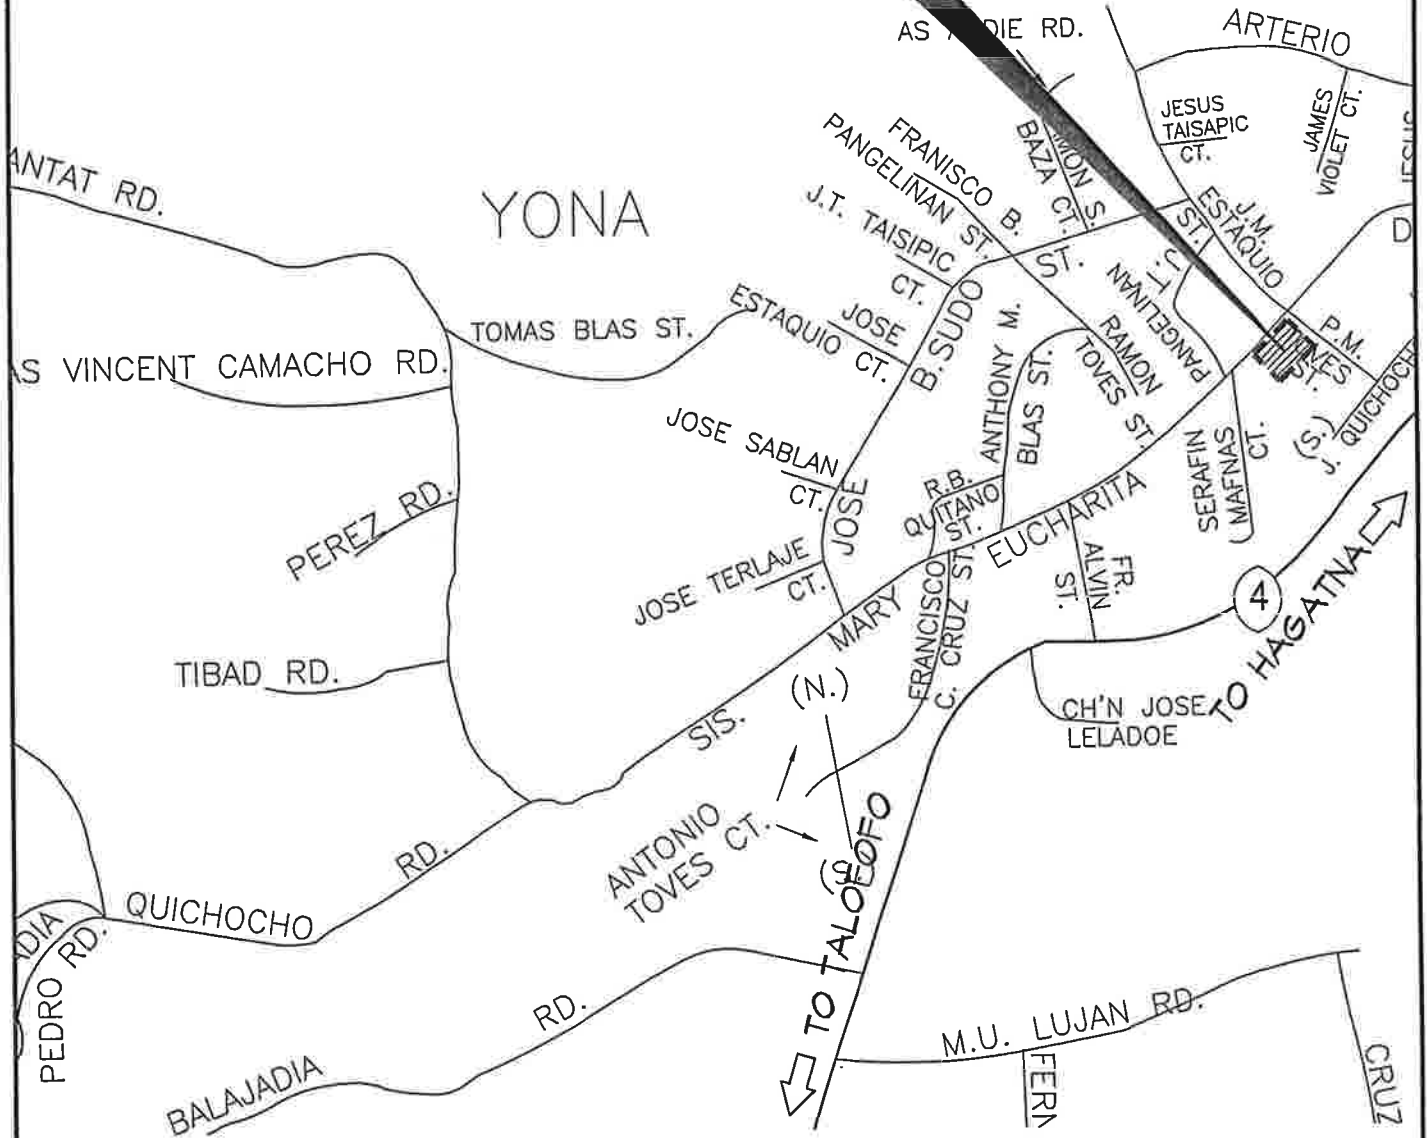 AS
DIE RD.
ARTERIO
JESUS
TAISAPIC
CT.
JAMES
VIOLET CT.
FRANISCO B.
PANGELINAN ST.
BAZA CT.
S.
J.T. TAISIPIC
CT.
ST.
J.M.
ESTAQUIO
ST.
RD.
YONA
J.T.
PANGELINAN
TOMAS BLAS ST.
JOSE
ESTAQUIO CT.
JOSE B.SUDO
ANTHONY M.
BLAS ST.
RAMON
TOVES ST.
P.M.
ST.
VINCENT CAMACHO RD.
(S.)
J. QUICHOCH
JOSE SABLAN
CT.
R.B.
QUITANO
ST.
SERAFIN
MAFNAS
CT.
PEREZ RD.
JOSE TERLAJE
CT.
FR.
ALVIN
ST.
4
TO HAGATNA
SIS. MARY EUCHARITA
FRANCISCO
C. CRUZ ST.
TIBAD RD.
(N.)
CH'N JOSE
LELADOE
ANTONIO
TOVES CT.
(S.)
TO TALOFOFO
QUICHOCHO RD.
PEDRO RD.
BALAJADIA RD.
M.U. LUJAN RD.
CRUZ